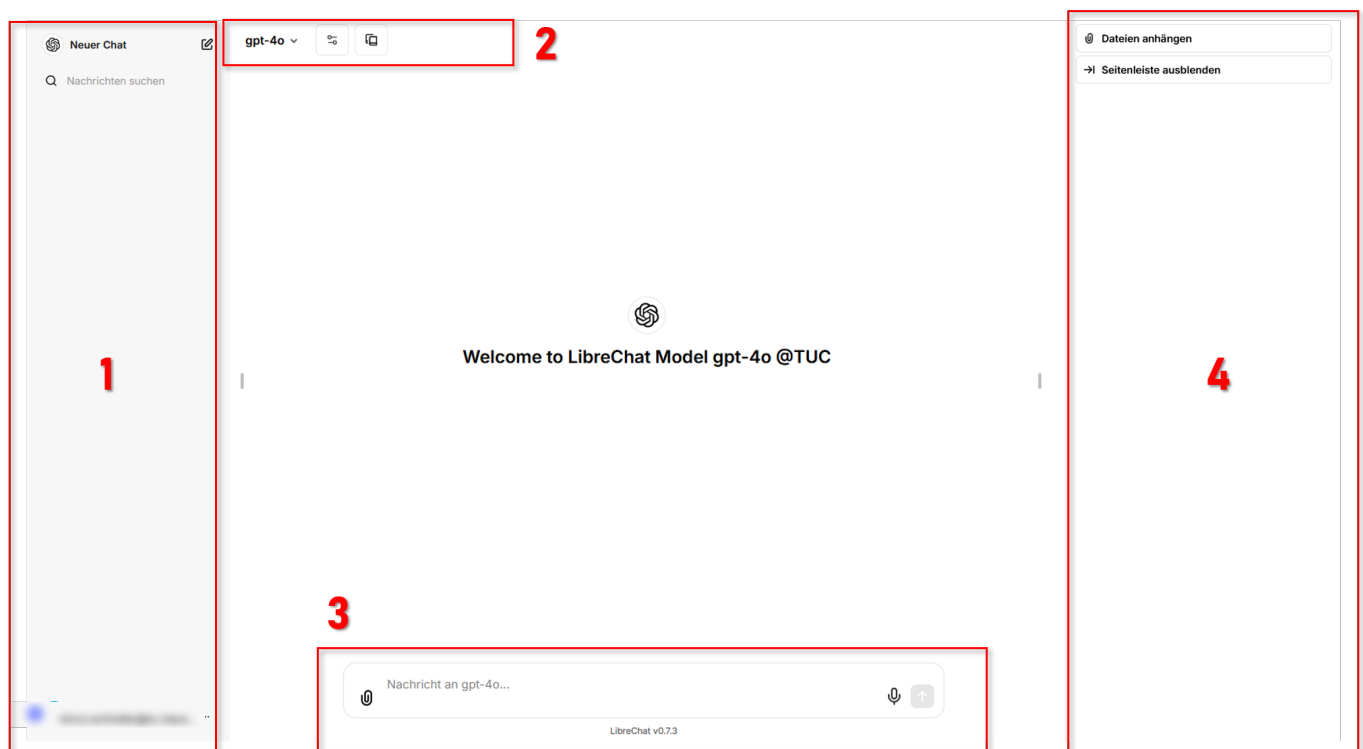 Neuer Chat
Nachrichten suchen
1
gpt-4o
2
Welcome to LibreChat Model gpt-4o @TUC
3
Nachricht an gpt-4o...
LibreChat v0.7.3
Dateien anhängen
Seitenleiste ausblenden
4